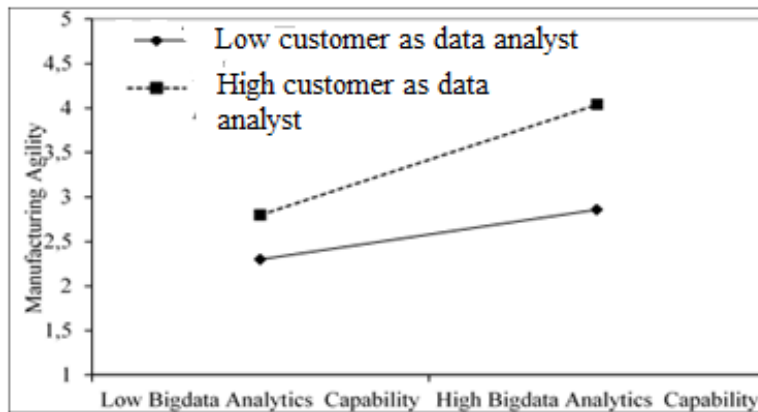 5
4,5
4
3,5
3
2,5
2
1,5
1
Manufacturing Agility
Low customer as data analyst
High customer as data
analyst
Low Bigdata Analytics Capability
High Bigdata Analytics Capability